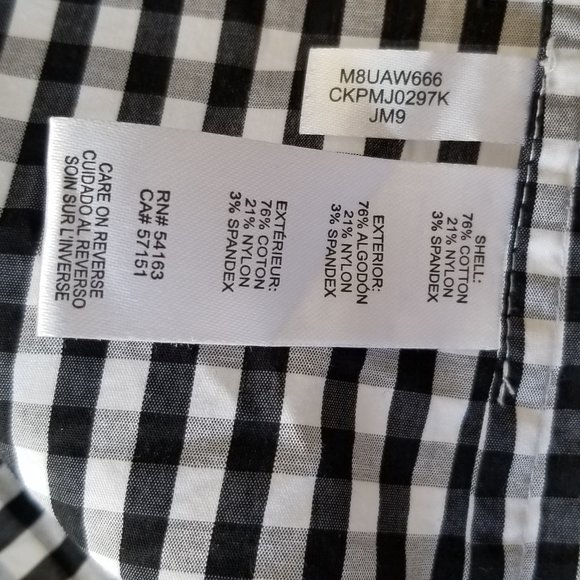 M8UAW666
CKPMJ0297K
JM9
SHELL:
76% COTTON
21% NYLON
3% SPANDEX
EXTERIOR:
76% ALGODÓN
21% NYLON
3% SPANDEX
EXTÉRIEUR:
76% COTON
21% NYLON
3% SPANDEX
RN# 54163
CA# 57151
CARE ON REVERSE
CUIDADO AL REVERSO
SOIN SUR L'INVERSE